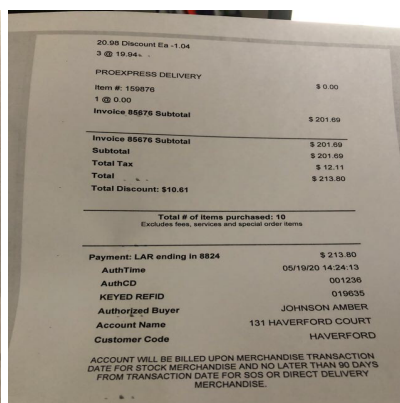 20.98 Discount Ea -1.04
3 @ 19.94
PROEXPRESS DELIVERY
Item #: 159876 $ 0.00
1 @ 0.00
Invoice 85676 Subtotal $ 201.69
Invoice 85676 Subtotal $ 201.69
Subtotal $ 201.69
Total Tax $ 12.11
Total $ 213.80
Total Discount: $10.61
Total # of items purchased: 10
Excludes fees, services and special order items
Payment: LAR ending in 8824 $ 213.80
AuthTime 05/19/20 14:24:13
AuthCD 001236
KEYED REFID 019635
Authorized Buyer JOHNSON AMBER
Account Name 131 HAVERFORD COURT
Customer Code HAVERFORD
ACCOUNT WILL BE BILLED UPON MERCHANDISE TRANSACTION
DATE FOR STOCK MERCHANDISE AND NO LATER THAN 90 DAYS
FROM TRANSACTION DATE FOR SOS OR DIRECT DELIVERY
MERCHANDISE.